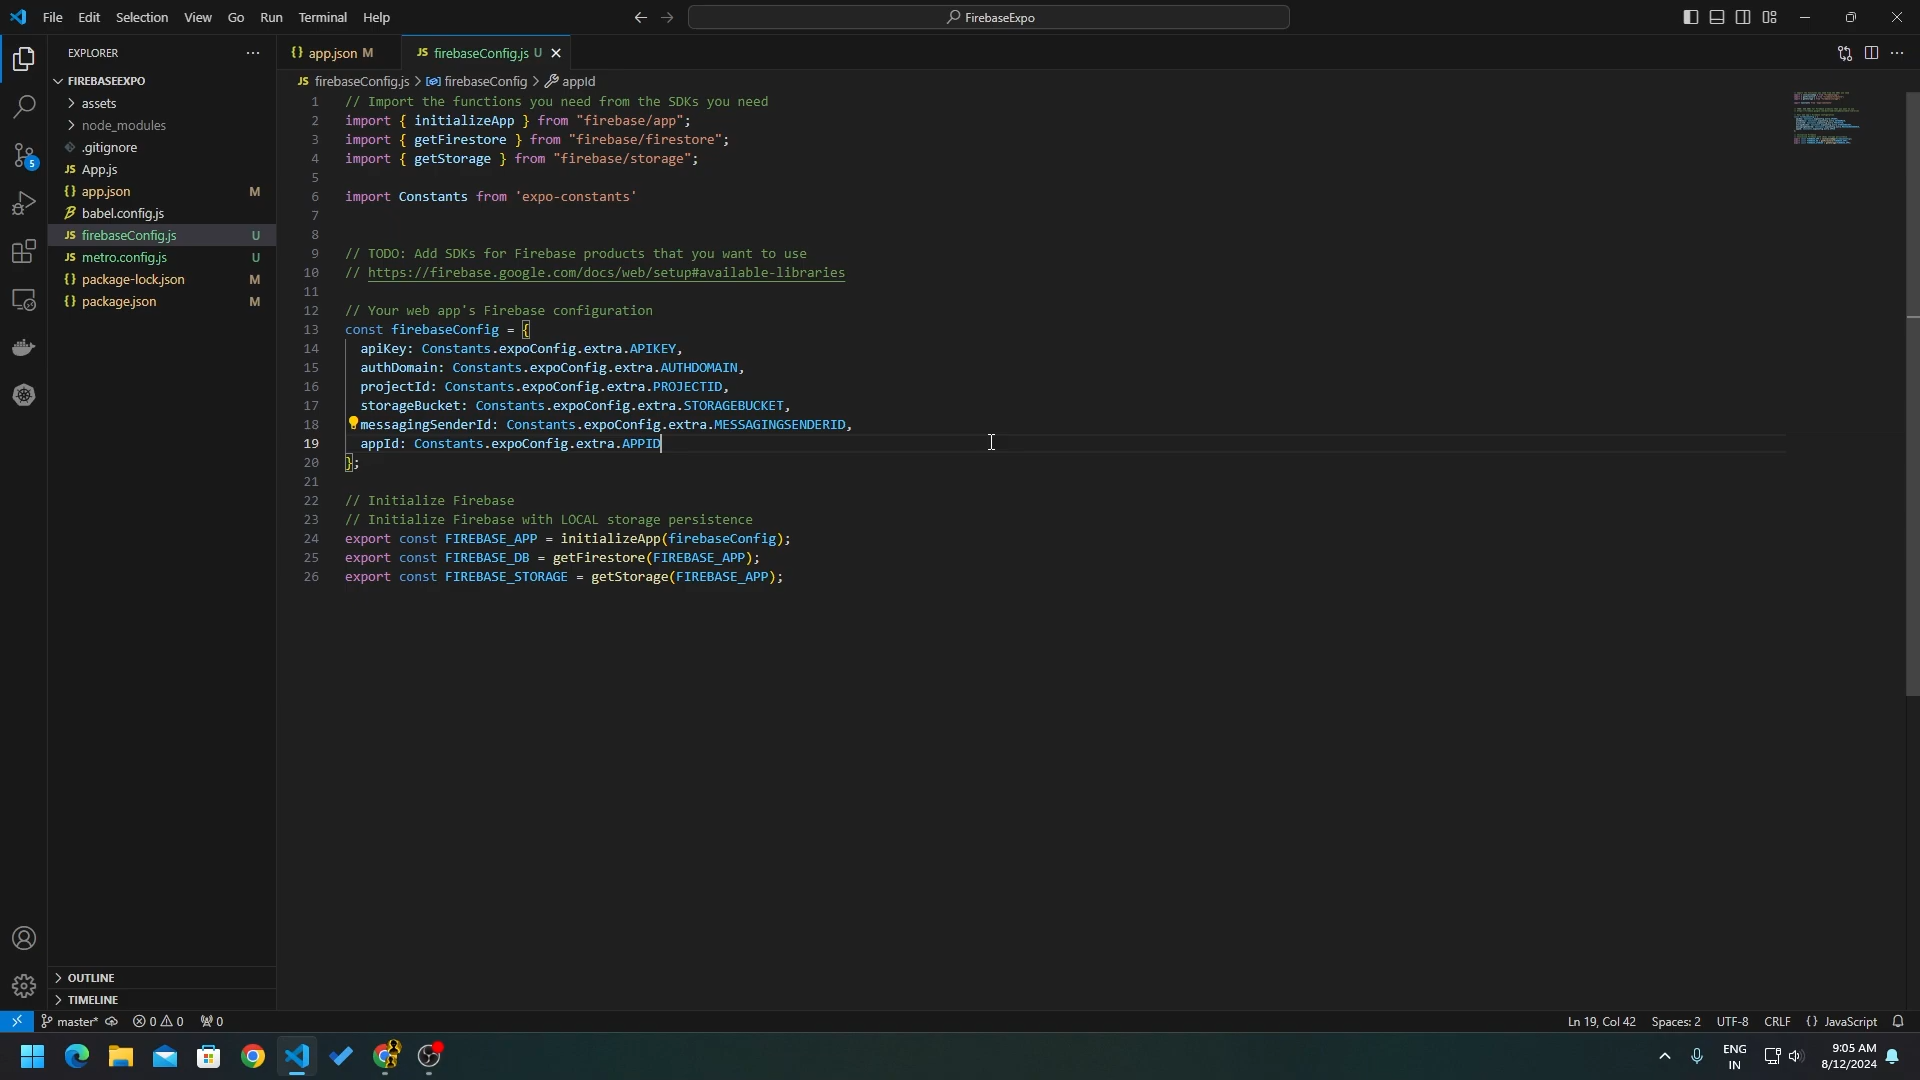 File Edit Selection View Go Run Terminal Help
FirebaseExpo
EXPLORER
FIREBASEEXPO
assets
node_modules
.gitignore
JS App.js
{} app.json M
babel.config.js
JS firebaseConfig.js U
JS metro.config.js U
{} package-lock.json M
{} package.json M
OUTLINE
TIMELINE
{} app.json M
JS firebaseConfig.js U
JS firebaseConfig.js > firebaseConfig > appId
1 // Import the functions you need from the SDKs you need
2 import { initializeApp } from "firebase/app";
3 import { getFirestore } from "firebase/firestore";
4 import { getStorage } from "firebase/storage";
5
6 import Constants from 'expo-constants'
7
8
9 // TODO: Add SDKs for Firebase products that you want to use
10 // https://firebase.google.com/docs/web/setup#available-libraries
11
12 // Your web app's Firebase configuration
13 const firebaseConfig = {
14 apiKey: Constants.expoConfig.extra.APIKEY,
15 authDomain: Constants.expoConfig.extra.AUTHDOMAIN,
16 projectId: Constants.expoConfig.extra.PROJECTID,
17 storageBucket: Constants.expoConfig.extra.STORAGEBUCKET,
18 messagingSenderId: Constants.expoConfig.extra.MESSAGINGSENDERID,
19 appId: Constants.expoConfig.extra.APPID
20 };
21
22 // Initialize Firebase
23 // Initialize Firebase with LOCAL storage persistence
24 export const FIREBASE_APP = initializeApp(firebaseConfig);
25 export const FIREBASE_DB = getFirestore(FIREBASE_APP);
26 export const FIREBASE_STORAGE = getStorage(FIREBASE_APP);
5
master* 0 0 0
Ln 19, Col 42 Spaces: 2 UTF-8 CRLF {} JavaScript
ENG
IN
9:05 AM
8/12/2024